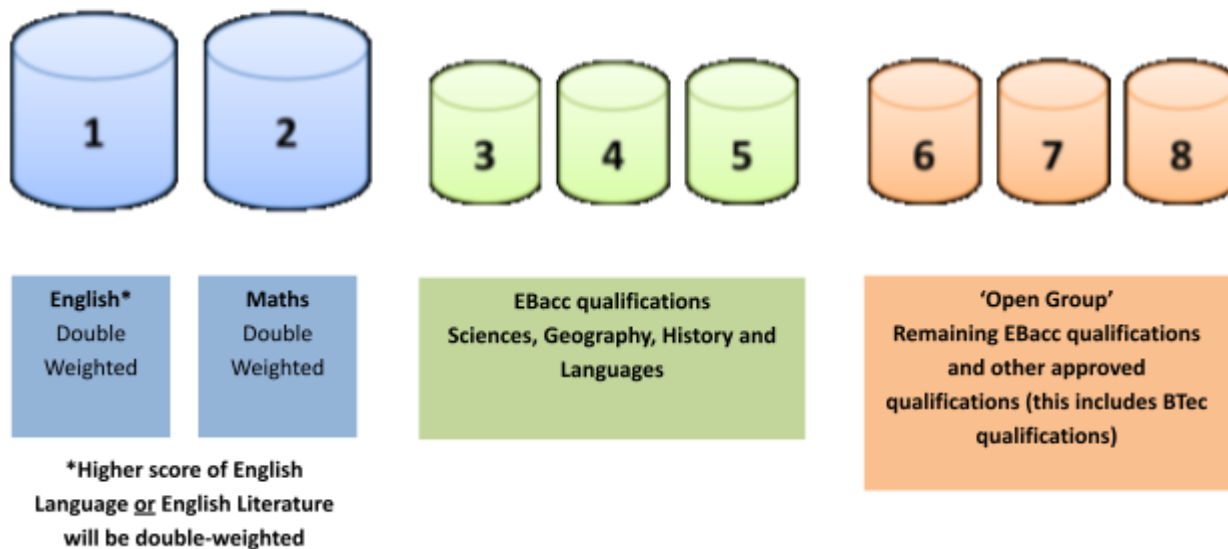 1
2
3
4
5
6
7
8
English*
Double
Weighted
Maths
Double
Weighted
*Higher score of English
Language or English Literature
will be double-weighted
EBacc qualifications
Sciences, Geography, History and
Languages
‘Open Group’
Remaining EBacc qualifications
and other approved
qualifications (this includes BTec
qualifications)